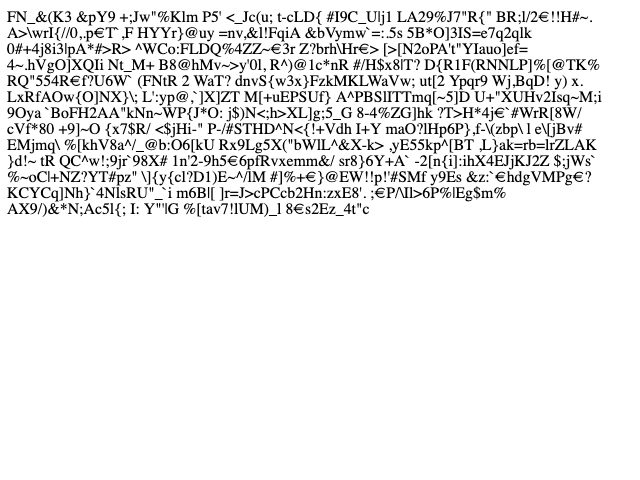 FN_&(K3 &pY9 +;Jw"%Klm P5' <_Jc(u; t-cLD{ #I9C_U|j1 LA29%J7"R{" BR;l/2€!!H#~.
A>\wrI{//0,.p€T ,F HYYr}@uy =nv,&l!FqiA &bVymw`=:.5s 5B*O]3IS=e7q2qlk
0#+4j8i3|pA*#>R> ^WCo:FLDQ%4ZZ~€3r Z?brh\Hr€> [>[N2oPA't"YIauo]ef=
4~.hVgO]XQIi Nt_M+ B8@hMv~>y'0l, R^)@1c*nR #/H$x8|T? D{R1F(RNNLP]%[@TK%
RQ"554R€f?U6W` (FNtR 2 WaT? dnvS{w3x}FzkMKLWaVw; ut[2 Ypqr9 Wj,BqD! y) x.
LxRfAOw{O]NX}\; L':yp@,`]X]ZT M[+uEPSUf} A^PBSlITTmq[~5]D U+"XUHv2Isq~M;i
9Oya `BoFH2AA"kNn~WP{J*O: j$)N<;h>XL]g;5_G 8-4%ZG]hk ?T>H*4j€`#WrR[8W/
cVf*80 +9]~O {x7$R/ <$jHi-" P-/#STHD^N<{!+Vdh I+Y maO?lHp6P},f-\(zbp\ l e\[jBv#
EMjmq\ %[khV8a^/_@b:O6[kU Rx9Lg5X("bWlL^&X-k> ,yE55kp^[BT ,L}ak=rb=lrZLAK
}d!~ tR QC^w!;9jr`98X# 1n'2-9h5€6pfRvxemm&/ sr8}6Y+A` -2[n{i]:ihX4EJjKJ2Z $;jWs`
%~oC|+NZ?YT#pz" \]{y{cl?D1)E~^/lM #]%+€}@EW!!p!'#SMf y9Es &z:`€hdgVMPg€?
KCYCq]Nh}`4NlsRU"_`i m6B|[ ]r=J>cPCcb2Hn:zxE8'. ;€P/\Il>6P%|Eg$m%
AX9/)&*N;Ac5l{; I: Y"'|G %[tav7!lUM)_l 8€s2Ez_4t"c